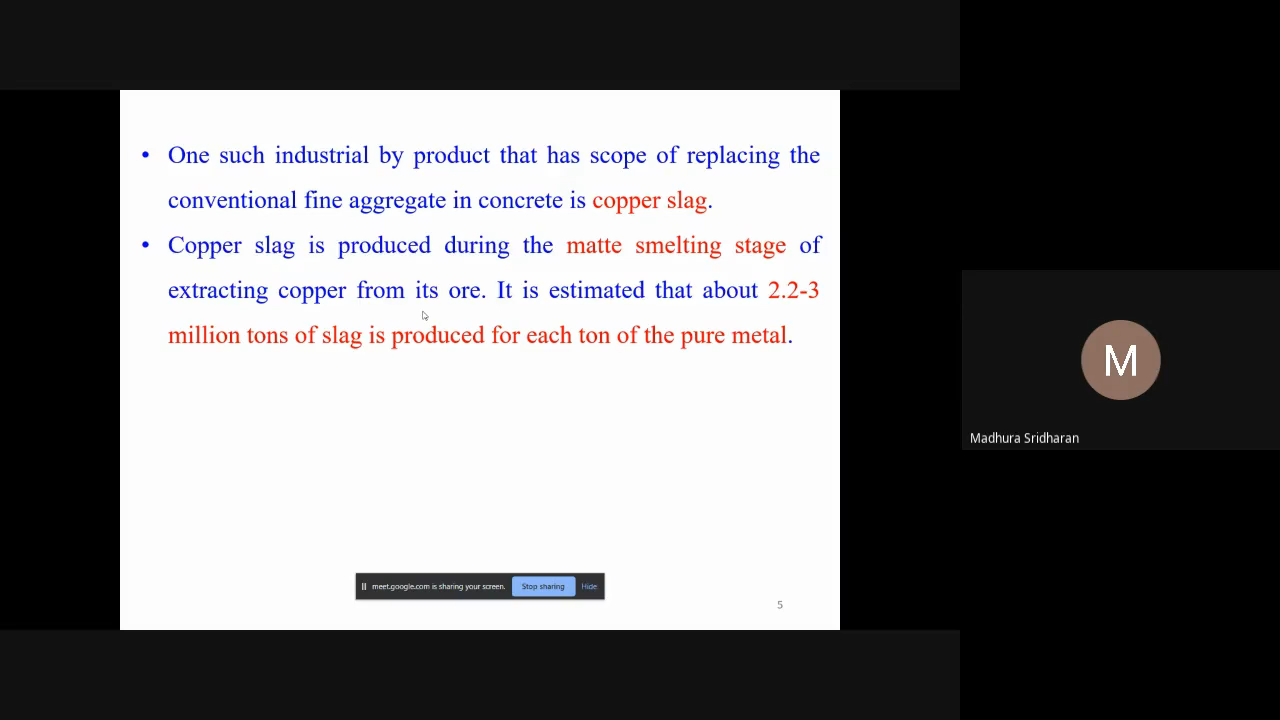 • One such industrial by product that has scope of replacing the
conventional fine aggregate in concrete is copper slag.
• Copper slag is produced during the matte smelting stage of
extracting copper from its ore. It is estimated that about 2.2-3
million tons of slag is produced for each ton of the pure metal.
M
Madhura Sridharan
meet.google.com is sharing your screen. Stop sharing Hide
5